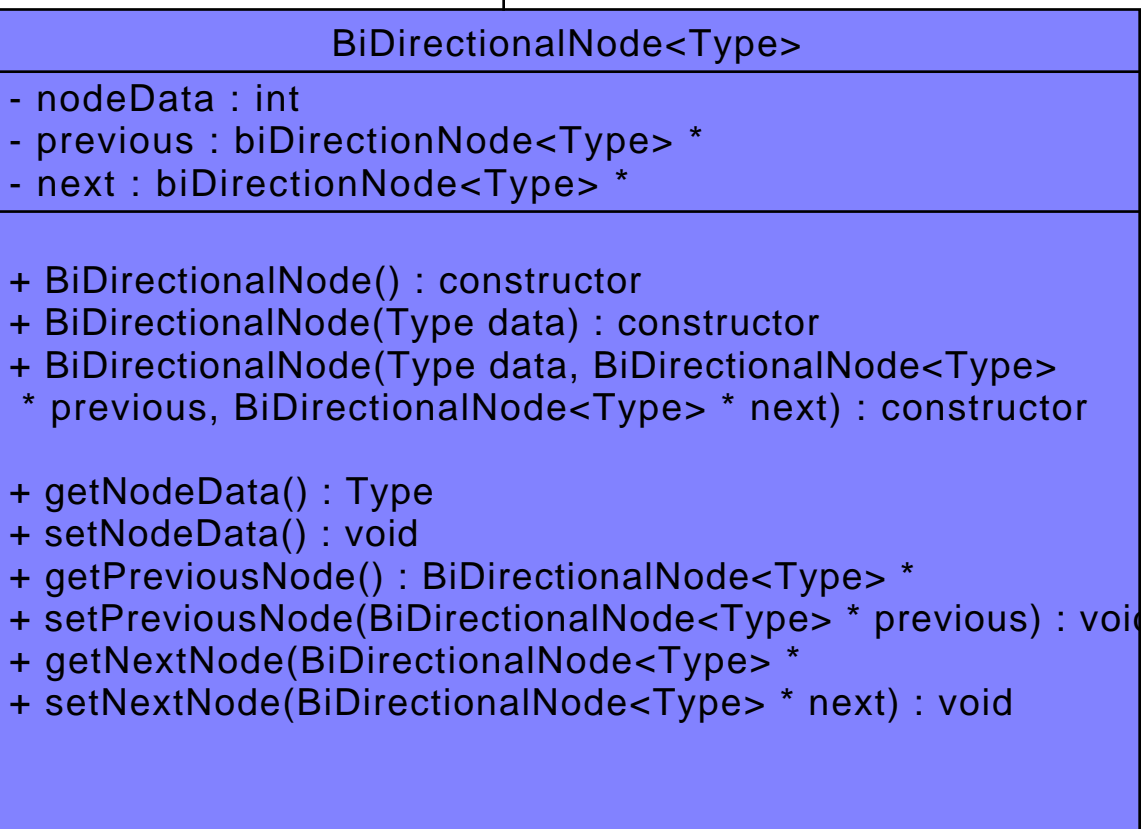 BiDirectionalNode<Type>
- nodeData : int
- previous : biDirectionNode<Type> *
- next : biDirectionNode<Type> *
+ BiDirectionalNode() : constructor
+ BiDirectionalNode(Type data) : constructor
+ BiDirectionalNode(Type data, BiDirectionalNode<Type>
* previous, BiDirectionalNode<Type> * next) : constructor
+ getNodeData() : Type
+ setNodeData() : void
+ getPreviousNode() : BiDirectionalNode<Type> *
+ setPreviousNode(BiDirectionalNode<Type> * previous) : void
+ getNextNode(BiDirectionalNode<Type> *
+ setNextNode(BiDirectionalNode<Type> * next) : void